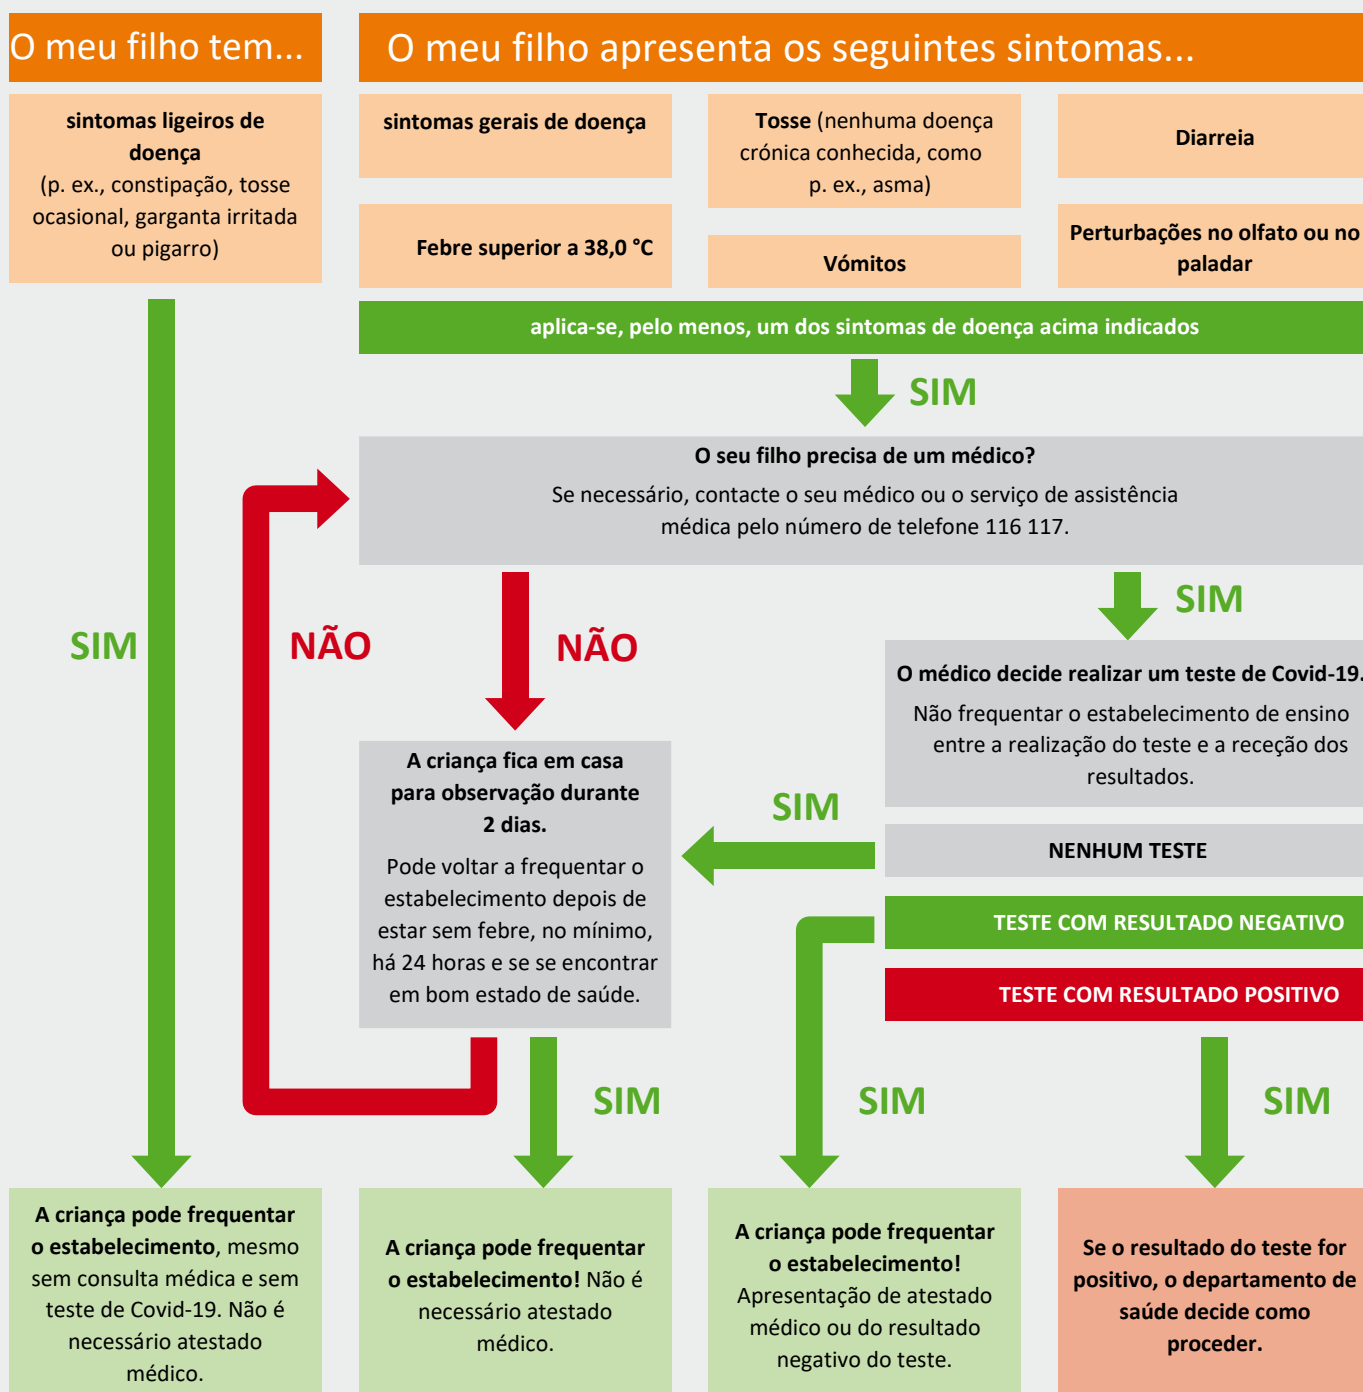 O meu filho tem...
O meu filho apresenta os seguintes sintomas...
sintomas ligeiros de
doença
(p. ex., constipação, tosse
ocasional, garganta irritada
ou pigarro)
sintomas gerais de doença
Tosse (nenhuma doença
crónica conhecida, como
p. ex., asma)
Diarreia
Febre superior a 38,0 °C
Vómitos
Perturbações no olfato ou no
paladar
aplica-se, pelo menos, um dos sintomas de doença acima indicados
SIM
O seu filho precisa de um médico?
Se necessário, contacte o seu médico ou o serviço de assistência
médica pelo número de telefone 116 117.
SIM
NÃO
NÃO
SIM
O médico decide realizar um teste de Covid-19.
Não frequentar o estabelecimento de ensino
entre a realização do teste e a receção dos
resultados.
A criança fica em casa
para observação durante
2 dias.
Pode voltar a frequentar o
estabelecimento depois de
estar sem febre, no mínimo,
há 24 horas e se se encontrar
em bom estado de saúde.
SIM
NENHUM TESTE
TESTE COM RESULTADO NEGATIVO
TESTE COM RESULTADO POSITIVO
SIM
SIM
SIM
A criança pode frequentar
o estabelecimento, mesmo
sem consulta médica e sem
teste de Covid-19. Não é
necessário atestado
médico.
A criança pode frequentar
o estabelecimento! Não é
necessário atestado
médico.
A criança pode frequentar
o estabelecimento!
Apresentação de atestado
médico ou do resultado
negativo do teste.
Se o resultado do teste for
positivo, o departamento de
saúde decide como
proceder.